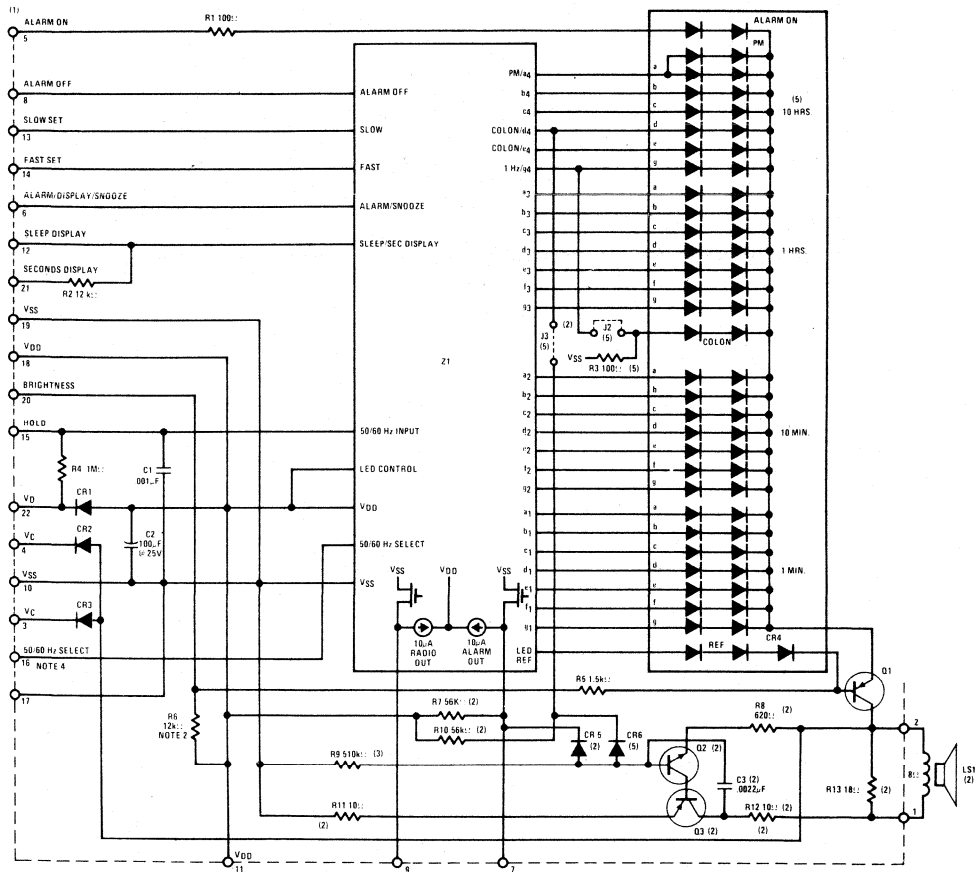 (1)
ALARM ON
5
R1 100Ω
ALARM ON
PM
ALARM OFF
8
ALARM OFF
SLOW SET
13
SLOW
FAST SET
14
FAST
ALARM/DISPLAY/SNOOZE
6
ALARM/SNOOZE
SLEEP DISPLAY
12
SLEEP/SEC DISPLAY
SECONDS DISPLAY
21
R2 12 kΩ
VSS
19
VDD
18
BRIGHTNESS
20
HOLD
15
50/60 Hz INPUT
R4 1MΩ
C1
.001μF
LED CONTROL
VD
22
CR1
VDD
VC
4
CR2
C2
100μF
@ 25V
50/60 Hz SELECT
VSS
10
VSS
VC
3
CR3
50/60 Hz SELECT
16 NOTE 4
17
Z1
VSS
VDD
VSS
10μA
RADIO
OUT
10μA
ALARM
OUT
PM/a4
a
b4
b
c4
c
COLON/d4
d
COLON/e4
e
1 Hz/g4
g
(5)
10 HRS.
a3
a
b3
b
c3
c
d3
d
e3
e
f3
f
g3
g
1 HRS.
J3
(5)
(2)
J2
(5)
COLON
VSS
R3 100Ω (5)
a2
a
b2
b
c2
c
d2
d
e2
e
f2
f
g2
g
10 MIN.
a1
a
b1
b
c1
c
d1
d
e1
e
f1
f
g1
g
1 MIN.
LED
REF
REF
CR4
R5 1.5kΩ
Q1
R6
12kΩ
NOTE 2
R7 56KΩ (2)
R10 56kΩ (2)
R8
620Ω (2)
CR 5
(2)
CR6
(5)
Q2 (2)
R9 510kΩ (3)
C3 (2)
.0022μF
R13 18Ω (2)
2
8Ω
LS1
(2)
R11 10Ω
(2)
Q3 (2)
R12 10Ω (2)
(2)
1
VDD
11
9
7